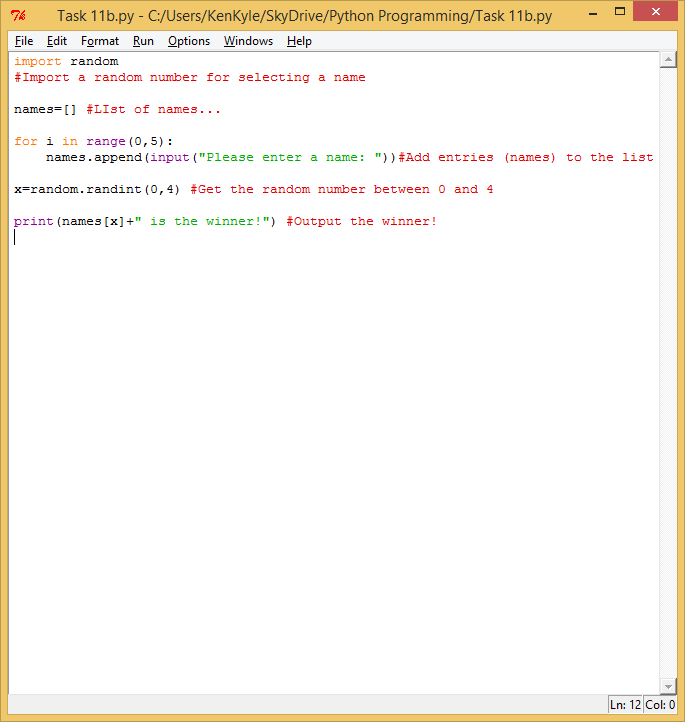 Task 11b.py - C:/Users/KenKyle/SkyDrive/Python Programming/Task 11b.py
File Edit Format Run Options Windows Help
import random
#Import a random number for selecting a name

names=[] #LIst of names...

for i in range(0,5):
    names.append(input("Please enter a name: "))#Add entries (names) to the list

x=random.randint(0,4) #Get the random number between 0 and 4

print(names[x]+" is the winner!") #Output the winner!
Ln: 12 Col: 0